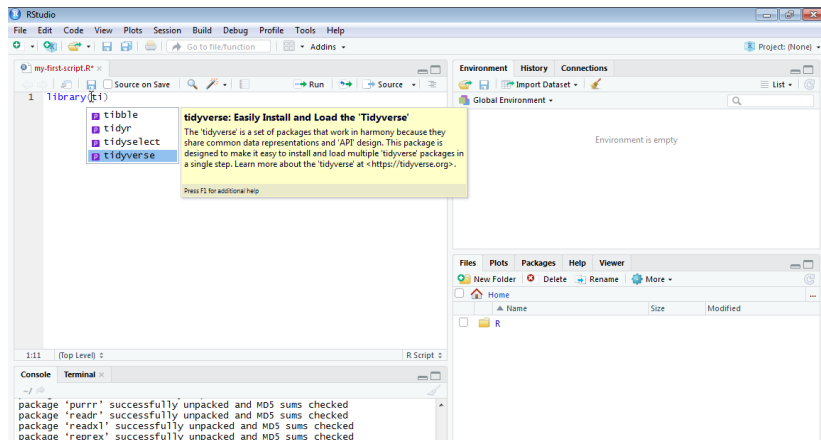 RStudio
File Edit Code View Plots Session Build Debug Profile Tools Help
Go to file/function Addins Project: (None)
my-first-script.R*
Source on Save Run Source
1 library(ti)
tibble
tidyr
tidyselect
tidyverse
tidyverse: Easily Install and Load the 'Tidyverse'
The 'tidyverse' is a set of packages that work in harmony because they
share common data representations and 'API' design. This package is
designed to make it easy to install and load multiple 'tidyverse' packages in
a single step. Learn more about the 'tidyverse' at <https://tidyverse.org>.
Press F1 for additional help
1:11 (Top Level) R Script
Console Terminal
~/
package ‘purrr’ successfully unpacked and MD5 sums checked
package ‘readr’ successfully unpacked and MD5 sums checked
package ‘readxl’ successfully unpacked and MD5 sums checked
package ‘reprex’ successfully unpacked and MD5 sums checked
Environment History Connections
Import Dataset List
Global Environment
Environment is empty
Files Plots Packages Help Viewer
New Folder Delete Rename More
Home ...
Name Size Modified
R